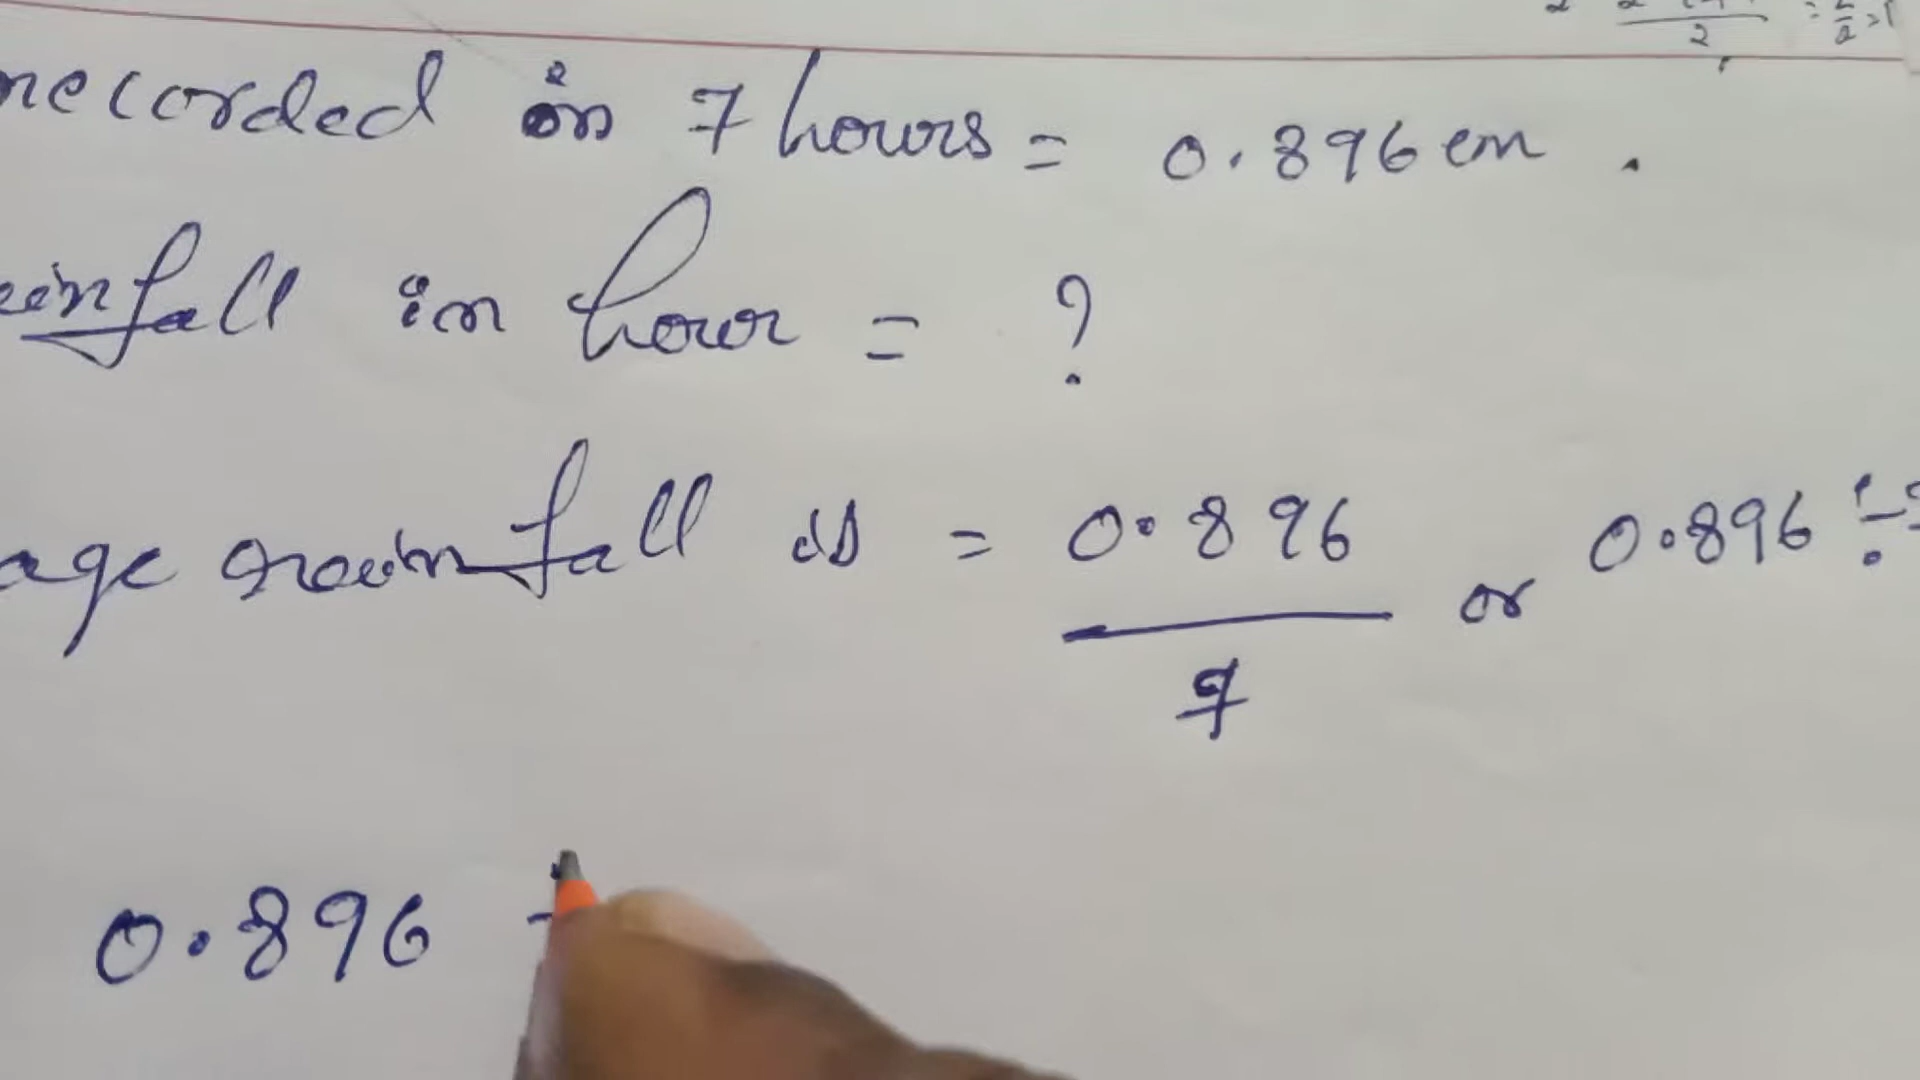 recorded in 7 hours = 0.896 cm .
infall in hour = ?
age rainfall is = 0.896 / 7 or 0.896 ÷
0.896 ÷